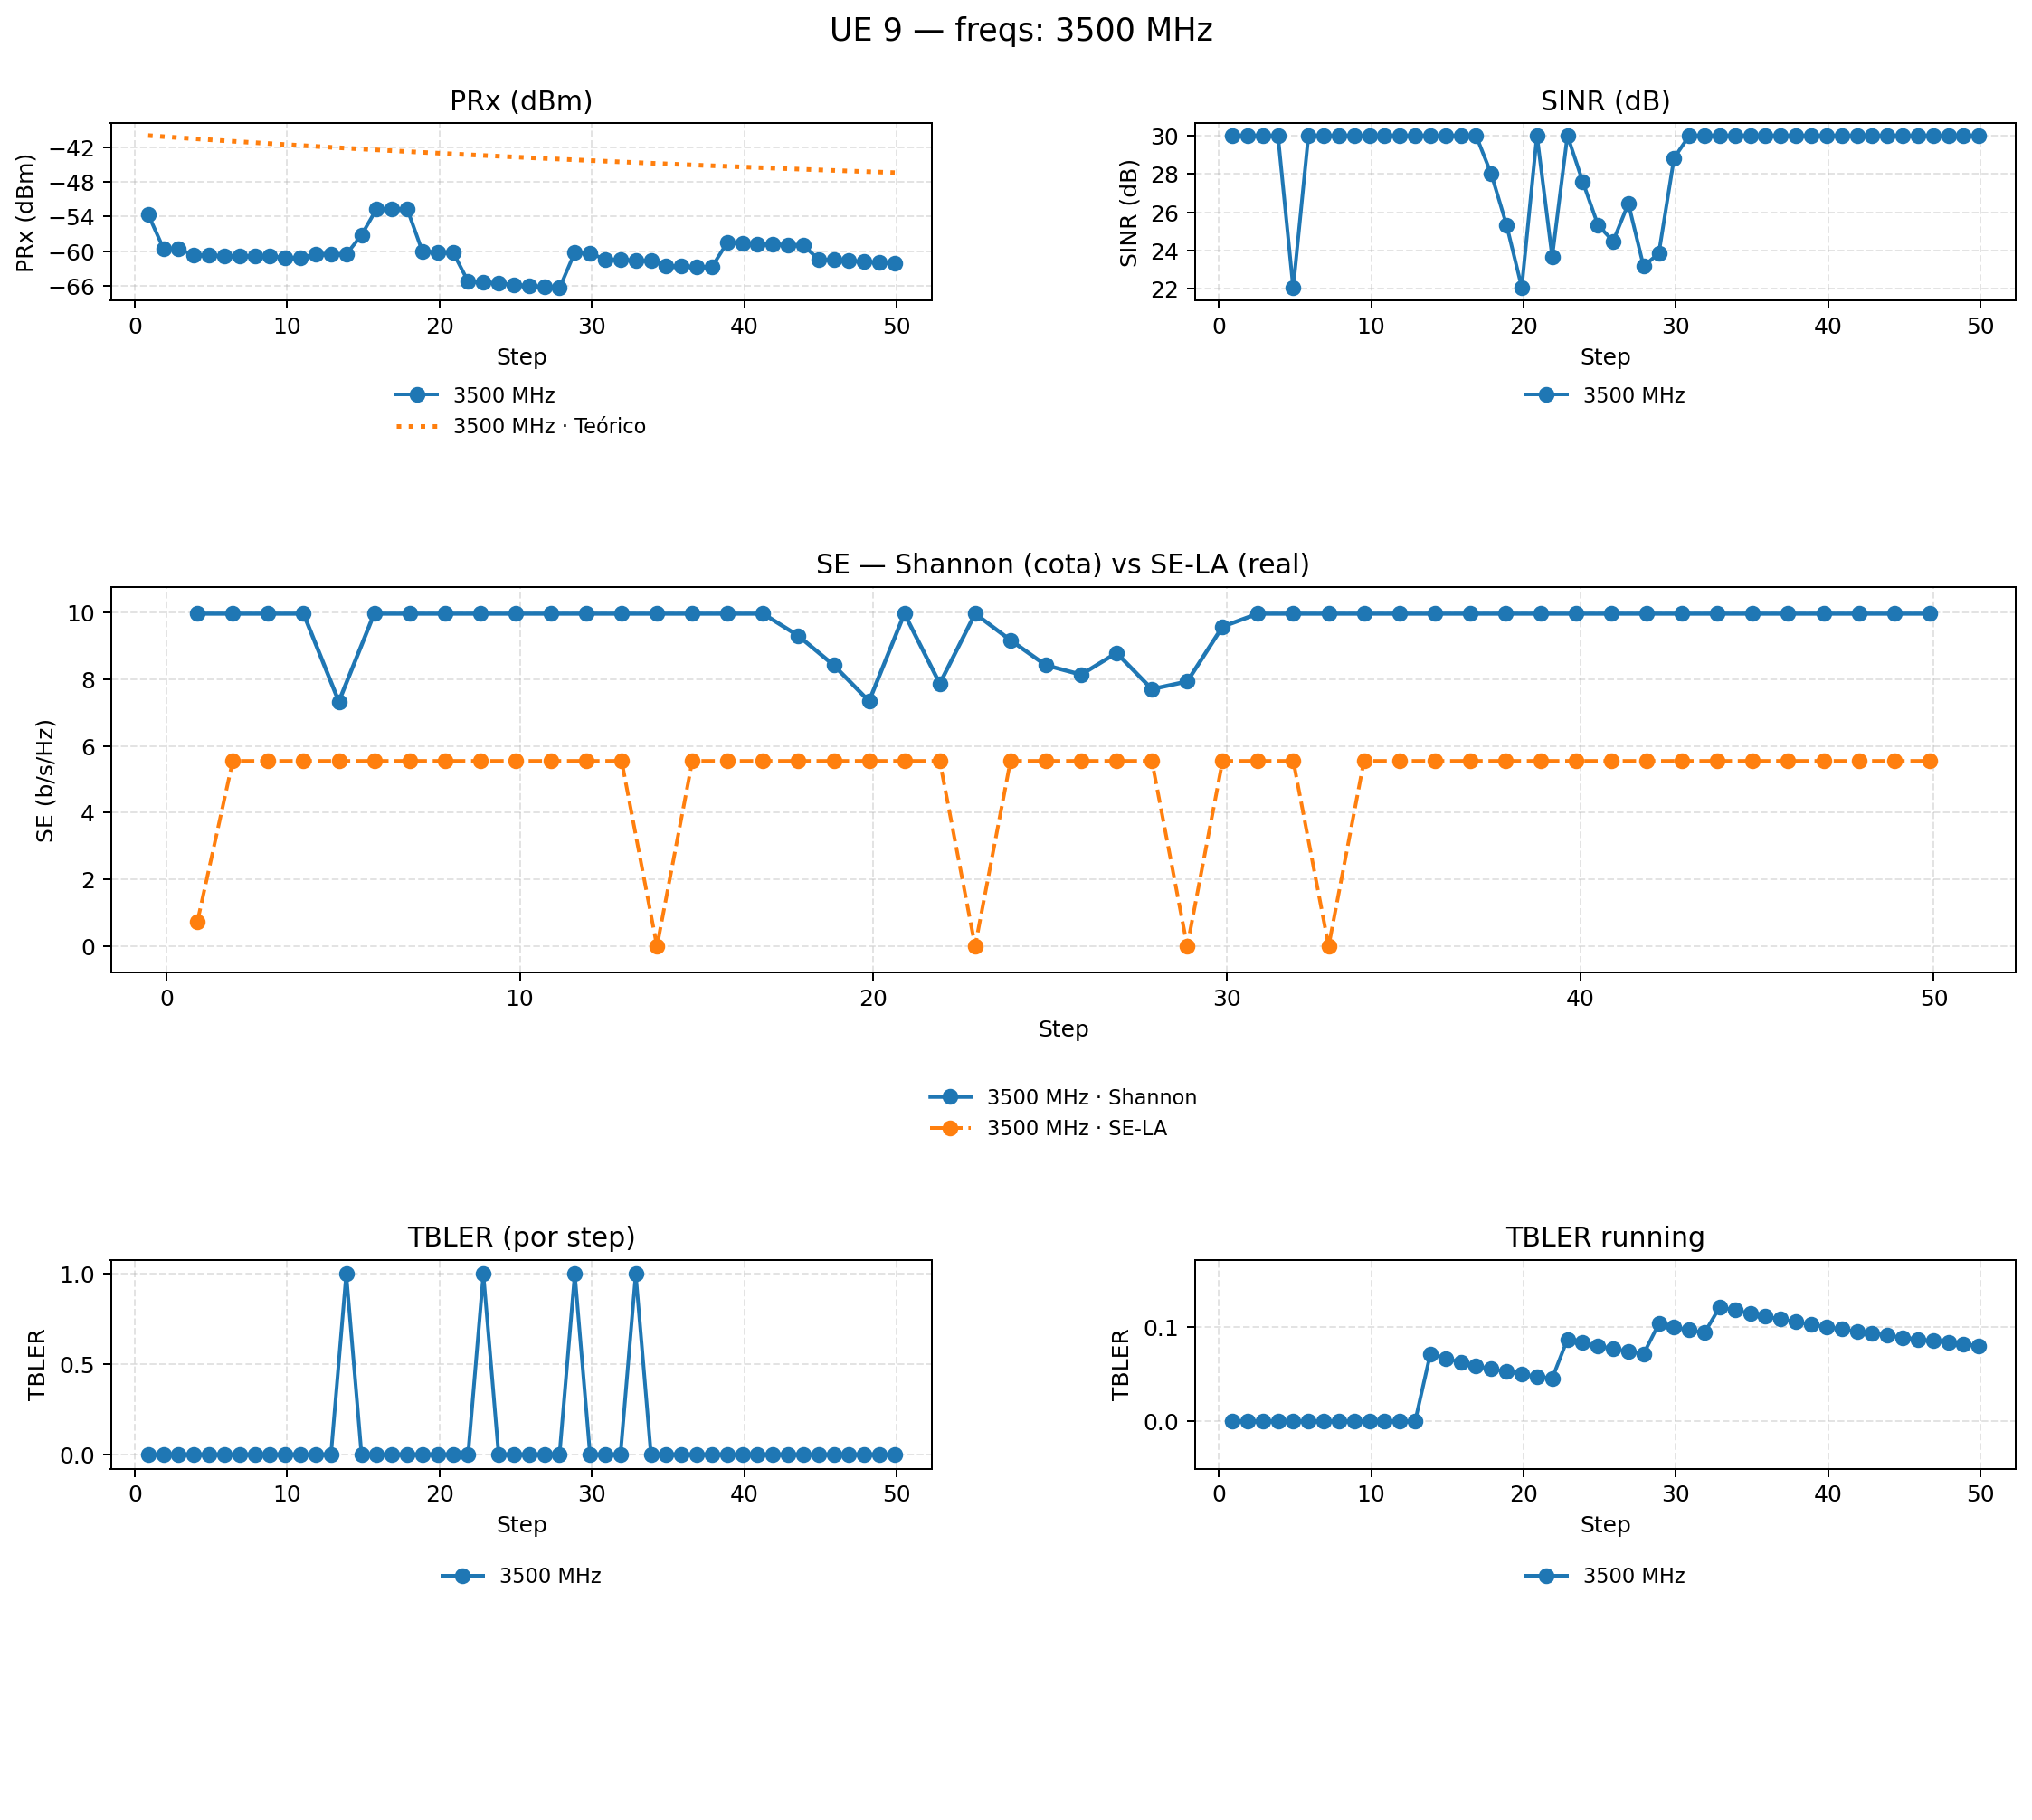 UE 9 — freqs: 3500 MHz
PRx (dBm)
PRx (dBm)
−42
−48
−54
−60
−66
0 10 20 30 40 50
Step
3500 MHz
3500 MHz · Teórico
SINR (dB)
SINR (dB)
30
28
26
24
22
0 10 20 30 40 50
Step
3500 MHz
SE — Shannon (cota) vs SE-LA (real)
SE (b/s/Hz)
10
8
6
4
2
0
0 10 20 30 40 50
Step
3500 MHz · Shannon
3500 MHz · SE-LA
TBLER (por step)
TBLER
1.0
0.5
0.0
0 10 20 30 40 50
Step
3500 MHz
TBLER running
TBLER
0.1
0.0
0 10 20 30 40 50
Step
3500 MHz